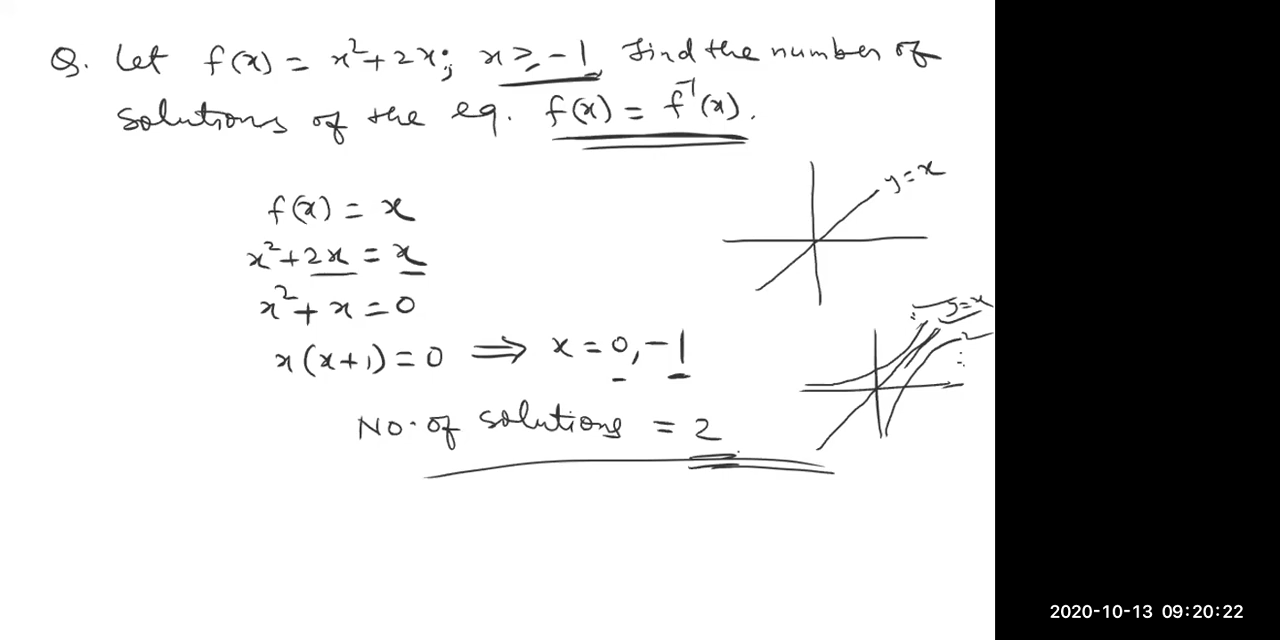 Q. Let f(x) = x²+2x; x ≥ -1 Find the number of
solutions of the eq. f(x) = f⁻¹(x).
y=x
f(x) = x
x²+2x = x
x²+x=0
y=x
x(x+1)=0 ⟹ x=0,-1
No. of solutions = 2
2020-10-13 09:20:22